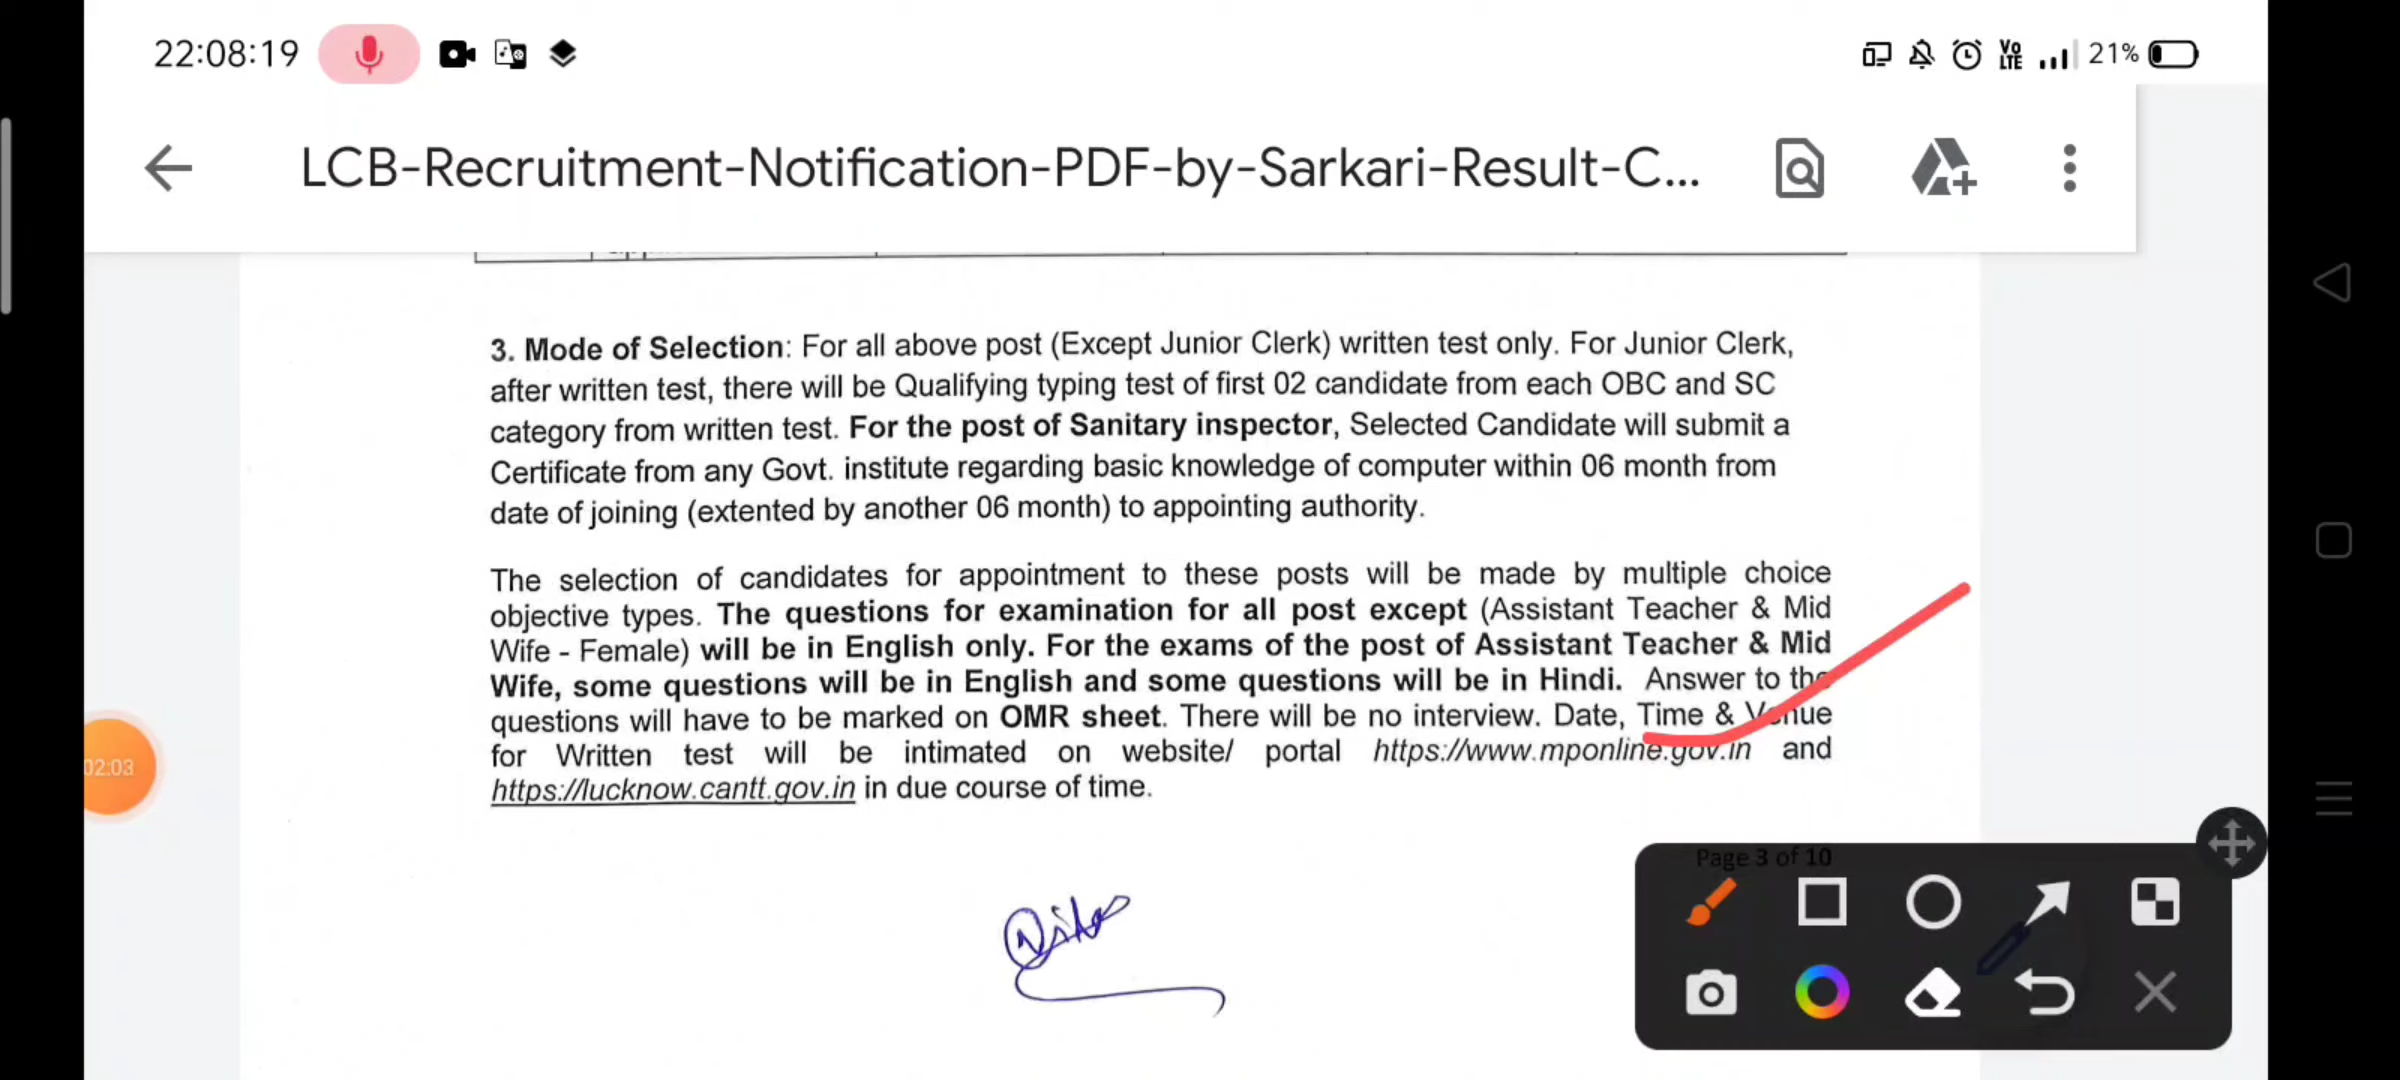 22:08:19
Vo LTE 21%
LCB-Recruitment-Notification-PDF-by-Sarkari-Result-C...
3. Mode of Selection: For all above post (Except Junior Clerk) written test only. For Junior Clerk,
after written test, there will be Qualifying typing test of first 02 candidate from each OBC and SC
category from written test. For the post of Sanitary inspector, Selected Candidate will submit a
Certificate from any Govt. institute regarding basic knowledge of computer within 06 month from
date of joining (extented by another 06 month) to appointing authority.
The selection of candidates for appointment to these posts will be made by multiple choice
objective types. The questions for examination for all post except (Assistant Teacher & Mid
Wife - Female) will be in English only. For the exams of the post of Assistant Teacher & Mid
Wife, some questions will be in English and some questions will be in Hindi. Answer to the
questions will have to be marked on OMR sheet. There will be no interview. Date, Time & Venue
for Written test will be intimated on website/ portal https://www.mponline.gov.in and
https://lucknow.cantt.gov.in in due course of time.
02:03
Page 3 of 10